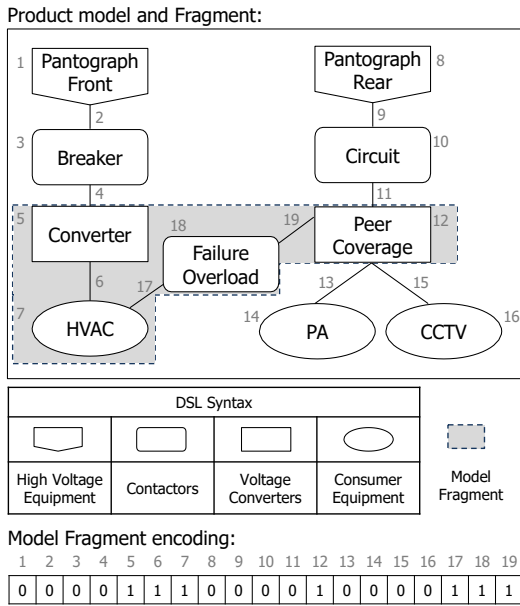 Product model and Fragment:
1 Pantograph Front
Pantograph Rear 8
2
9
3 Breaker
Circuit 10
4
11
5 Converter
18
19
Peer Coverage 12
Failure Overload
6
17
13
15
7 HVAC
14 PA
CCTV 16
DSL Syntax
High Voltage Equipment
Contactors
Voltage Converters
Consumer Equipment
Model Fragment
Model Fragment encoding:
1 2 3 4 5 6 7 8 9 10 11 12 13 14 15 16 17 18 19
0 0 0 0 1 1 1 0 0 0 0 1 0 0 0 0 1 1 1